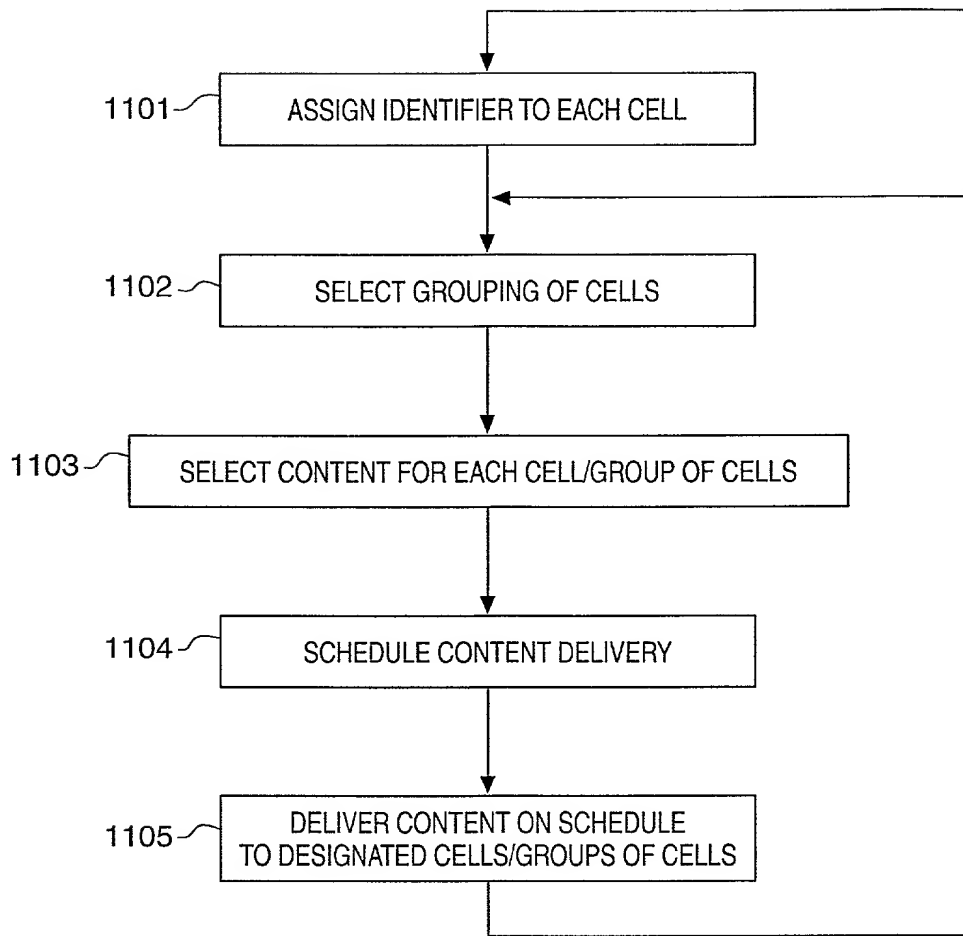 1101
ASSIGN IDENTIFIER TO EACH CELL
1102
SELECT GROUPING OF CELLS
1103
SELECT CONTENT FOR EACH CELL/GROUP OF CELLS
1104
SCHEDULE CONTENT DELIVERY
1105
DELIVER CONTENT ON SCHEDULE
TO DESIGNATED CELLS/GROUPS OF CELLS